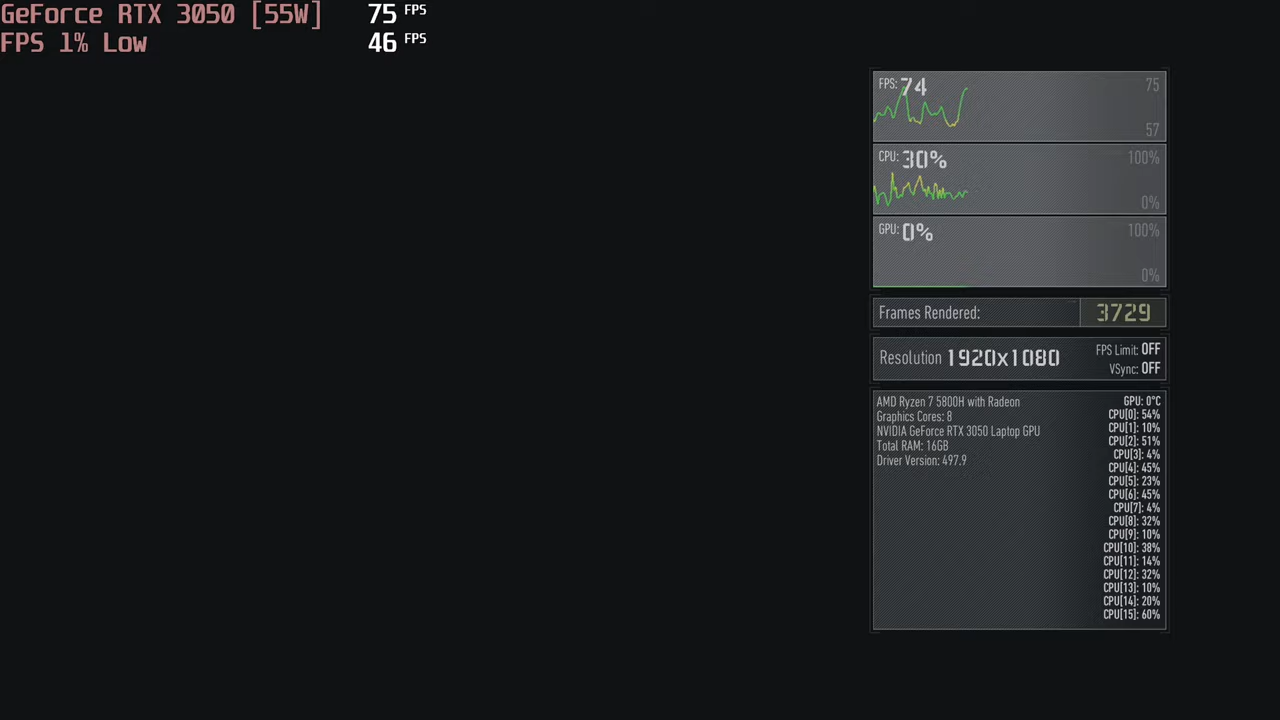 GeForce RTX 3050 [55W] 75 FPS
FPS 1% Low 46 FPS
FPS: 74 75
57
CPU: 30% 100%
0%
GPU: 0% 100%
0%
Frames Rendered: 3729
Resolution 1920x1080 FPS Limit: OFF
VSync: OFF
AMD Ryzen 7 5800H with Radeon
Graphics Cores: 8
NVIDIA GeForce RTX 3050 Laptop GPU
Total RAM: 16GB
Driver Version: 497.9
GPU: 0°C
CPU[0]: 54%
CPU[1]: 10%
CPU[2]: 51%
CPU[3]: 4%
CPU[4]: 45%
CPU[5]: 23%
CPU[6]: 45%
CPU[7]: 4%
CPU[8]: 32%
CPU[9]: 10%
CPU[10]: 38%
CPU[11]: 14%
CPU[12]: 32%
CPU[13]: 10%
CPU[14]: 20%
CPU[15]: 60%